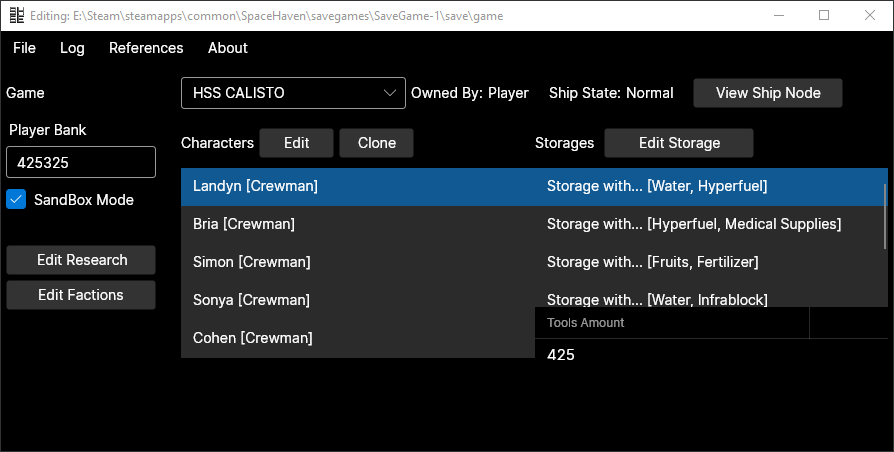 Editing: E:\Steam\steamapps\common\SpaceHaven\savegames\SaveGame-1\save\game
File Log References About
Game HSS CALISTO Owned By: Player Ship State: Normal View Ship Node
Player Bank
425325
SandBox Mode
Edit Research
Edit Factions
Characters Edit Clone
Landyn [Crewman]
Bria [Crewman]
Simon [Crewman]
Sonya [Crewman]
Cohen [Crewman]
Storages Edit Storage
Storage with... [Water, Hyperfuel]
Storage with... [Hyperfuel, Medical Supplies]
Storage with... [Fruits, Fertilizer]
Storage with... [Water, Infrablock]
Tools Amount
425